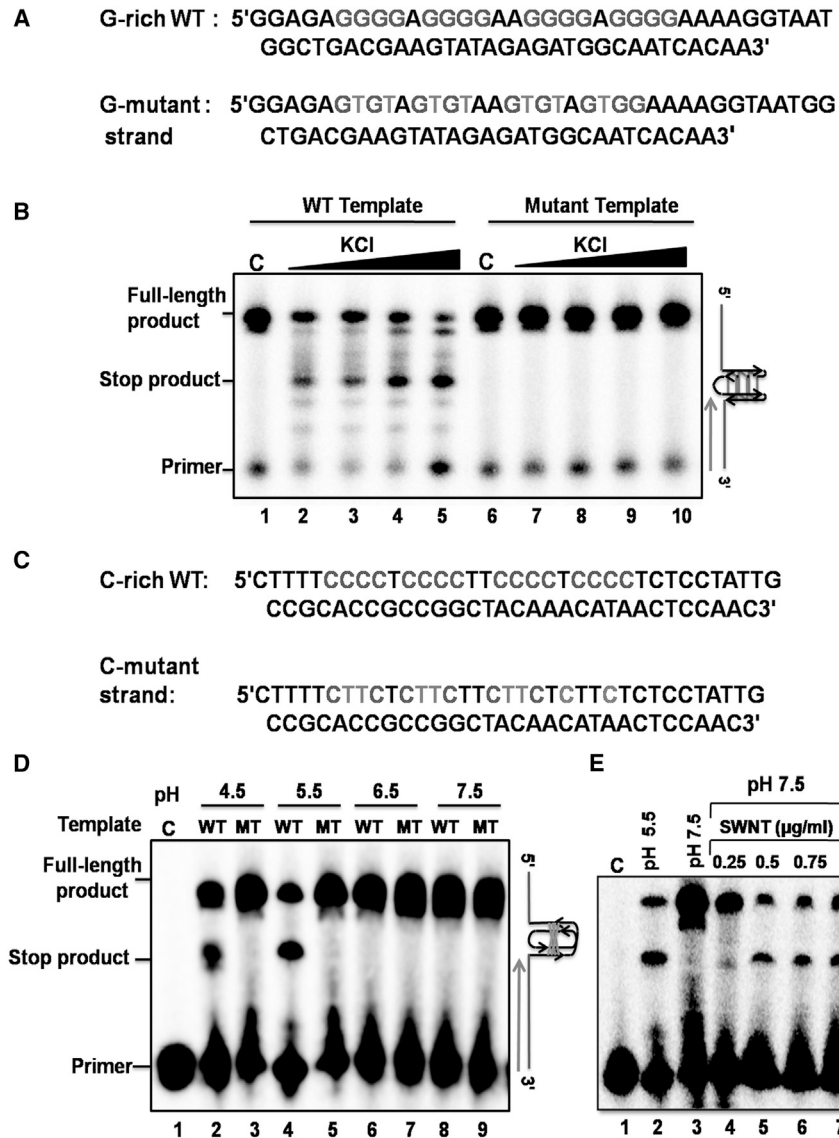 A
G-rich WT : 5'GGAGAGGGGAGGGGAAGGGGAGGGGAAAAGGTAAT
GGCTGACGAAGTATAGAGATGGCAATCACAA3'
G-mutant : 5'GGAGAGTGTAGTGTAAGTGTAGTGGAAAAGGTAATGG
strand CTGACGAAGTATAGAGATGGCAATCACAA3'
B
WT Template Mutant Template
C KCl C KCl
Full-length
product
Stop product
Primer
5'
3'
1 2 3 4 5 6 7 8 9 10
C
C-rich WT: 5'CTTTTCCCCTCCCCTTCCCCTCCCCTCTCCTATTG
CCGCACCGCCGGCTACAAACATAACTCCAAC3'
C-mutant
strand: 5'CTTTTCTTCTCTTCTTCTTCTCTTCTCTCCTATTG
CCGCACCGCCGGCTACAACATAACTCCAAC3'
D
pH 4.5 5.5 6.5 7.5
Template C WT MT WT MT WT MT WT MT
Full-length
product
Stop product
Primer
5'
3'
1 2 3 4 5 6 7 8 9
E
pH 7.5
C pH 5.5 pH 7.5 SWNT (µg/ml)
0.25 0.5 0.75
1 2 3 4 5 6 7